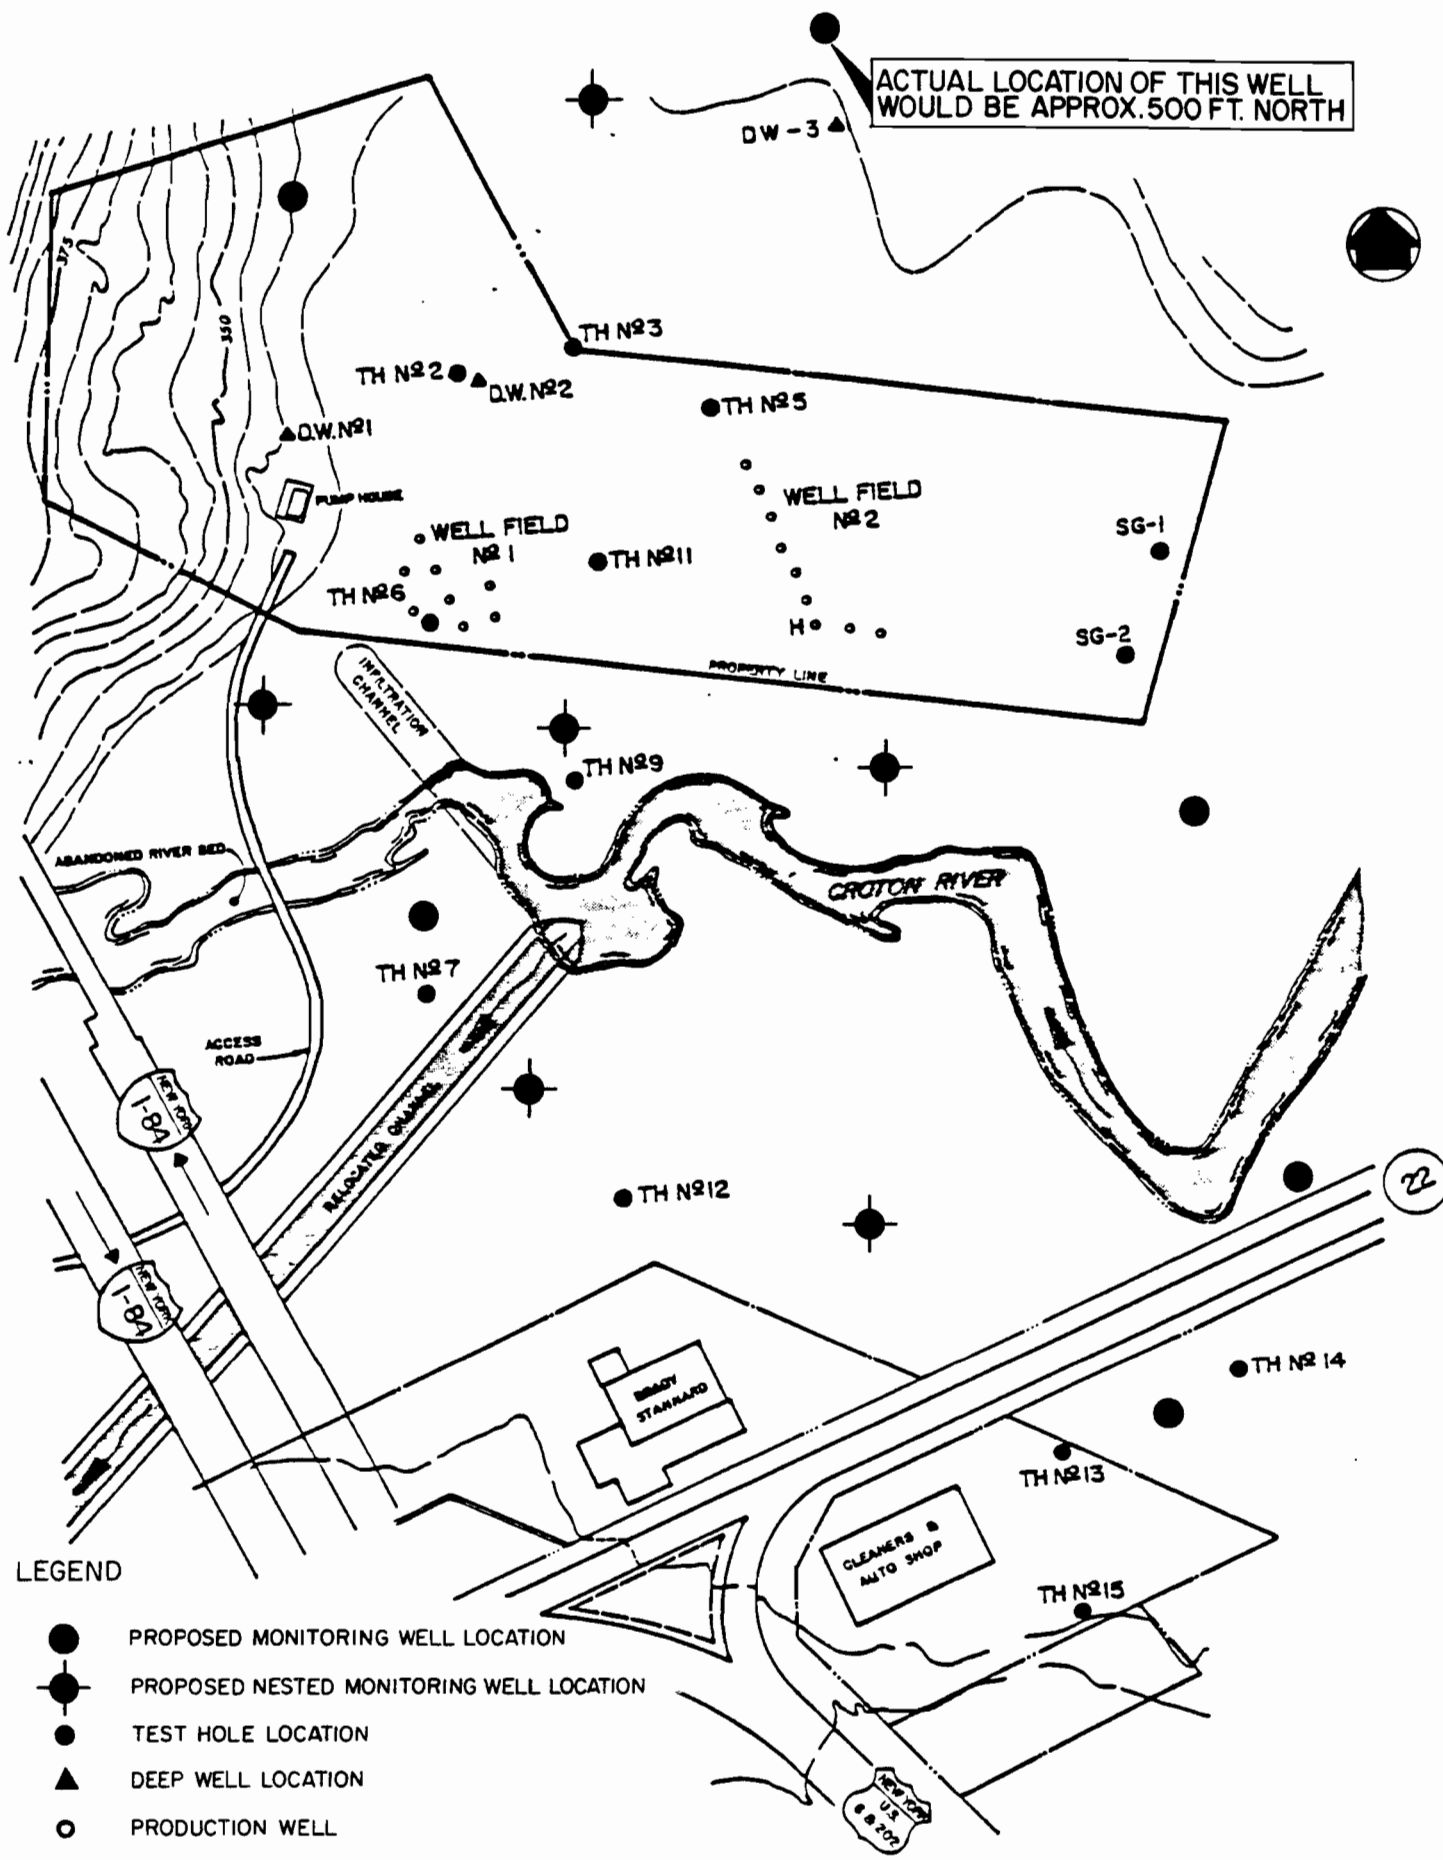 ACTUAL LOCATION OF THIS WELL
WOULD BE APPROX. 500 FT. NORTH
DW-3
375
350
TH Nº3
TH Nº2
D.W. Nº2
TH Nº5
D.W. Nº1
PUMP HOUSE
WELL FIELD
Nº 1
WELL FIELD
Nº2
SG-1
TH Nº11
TH Nº6
H
SG-2
PROPERTY LINE
INFILTRATION
CHANNEL
TH Nº9
ABANDONED RIVER BED
CROTON RIVER
TH Nº7
ACCESS
ROAD
NEW YORK
I-84
RELOCATED CHANNEL
22
TH Nº12
NEW YORK
I-84
TH Nº 14
BRADY
STANNARD
TH Nº13
CLEANERS &
AUTO SHOP
TH Nº15
LEGEND
PROPOSED MONITORING WELL LOCATION
PROPOSED NESTED MONITORING WELL LOCATION
TEST HOLE LOCATION
DEEP WELL LOCATION
PRODUCTION WELL
NEW YORK
U.S.
6 & 202